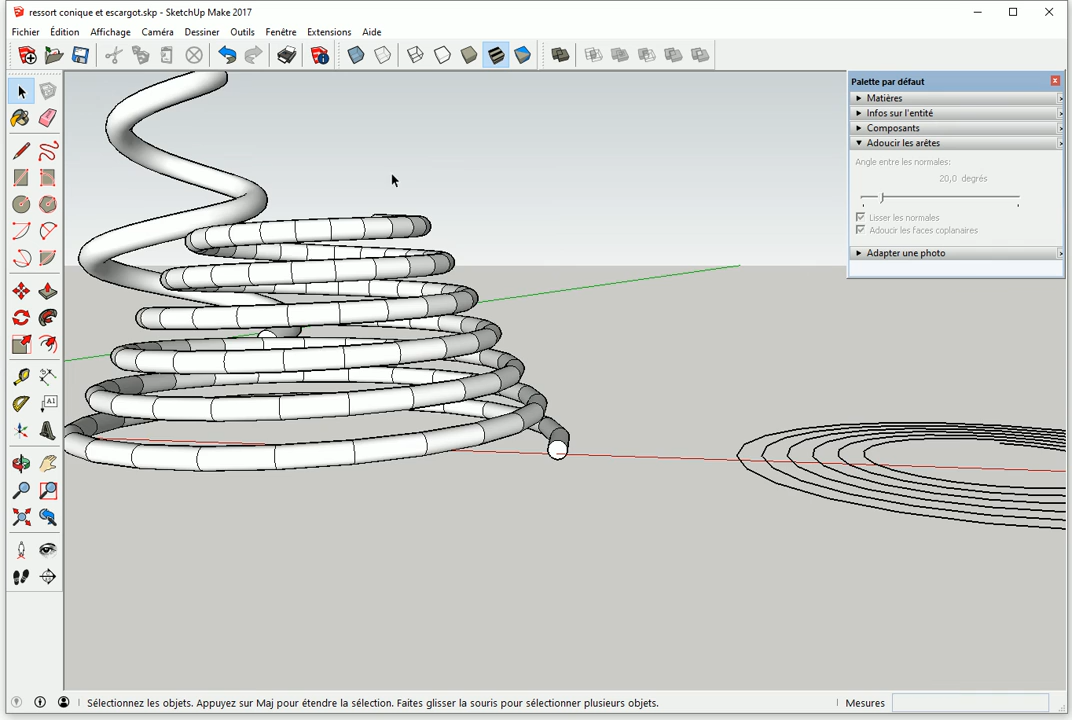 ressort conique et escargot.skp - SketchUp Make 2017
Fichier Édition Affichage Caméra Dessiner Outils Fenêtre Extensions Aide
Palette par défaut
Matières
Infos sur l'entité
Composants
Adoucir les arêtes
Angle entre les normales:
20,0 degrés
Lisser les normales
Adoucir les faces coplanaires
Adapter une photo
A1
Sélectionnez les objets. Appuyez sur Maj pour étendre la sélection. Faites glisser la souris pour sélectionner plusieurs objets.
Mesures